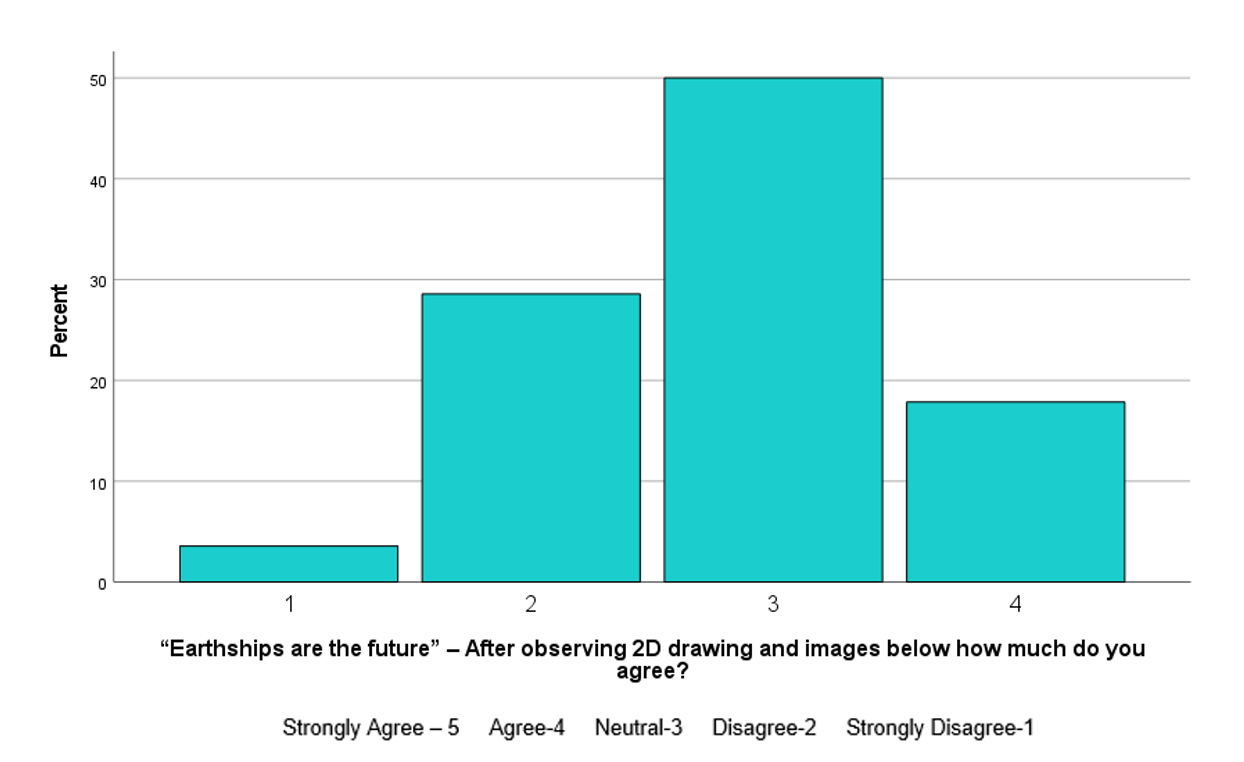 50
40
30
20
10
0
Percent
1 2 3 4
“Earthships are the future” – After observing 2D drawing and images below how much do you
agree?
Strongly Agree – 5 Agree-4 Neutral-3 Disagree-2 Strongly Disagree-1